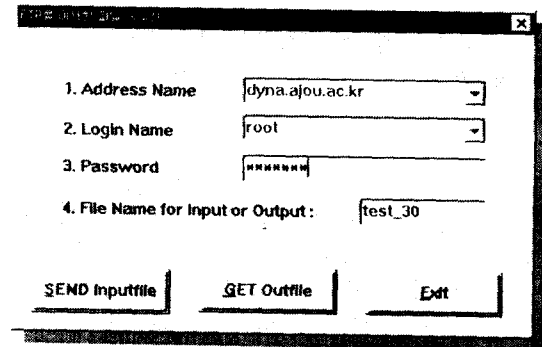 1. Address Name
dyna.ajou.ac.kr
2. Login Name
root
3. Password
*******
4. File Name for Input or Output :
test_30
SEND Inputfile
GET Outfile
Exit